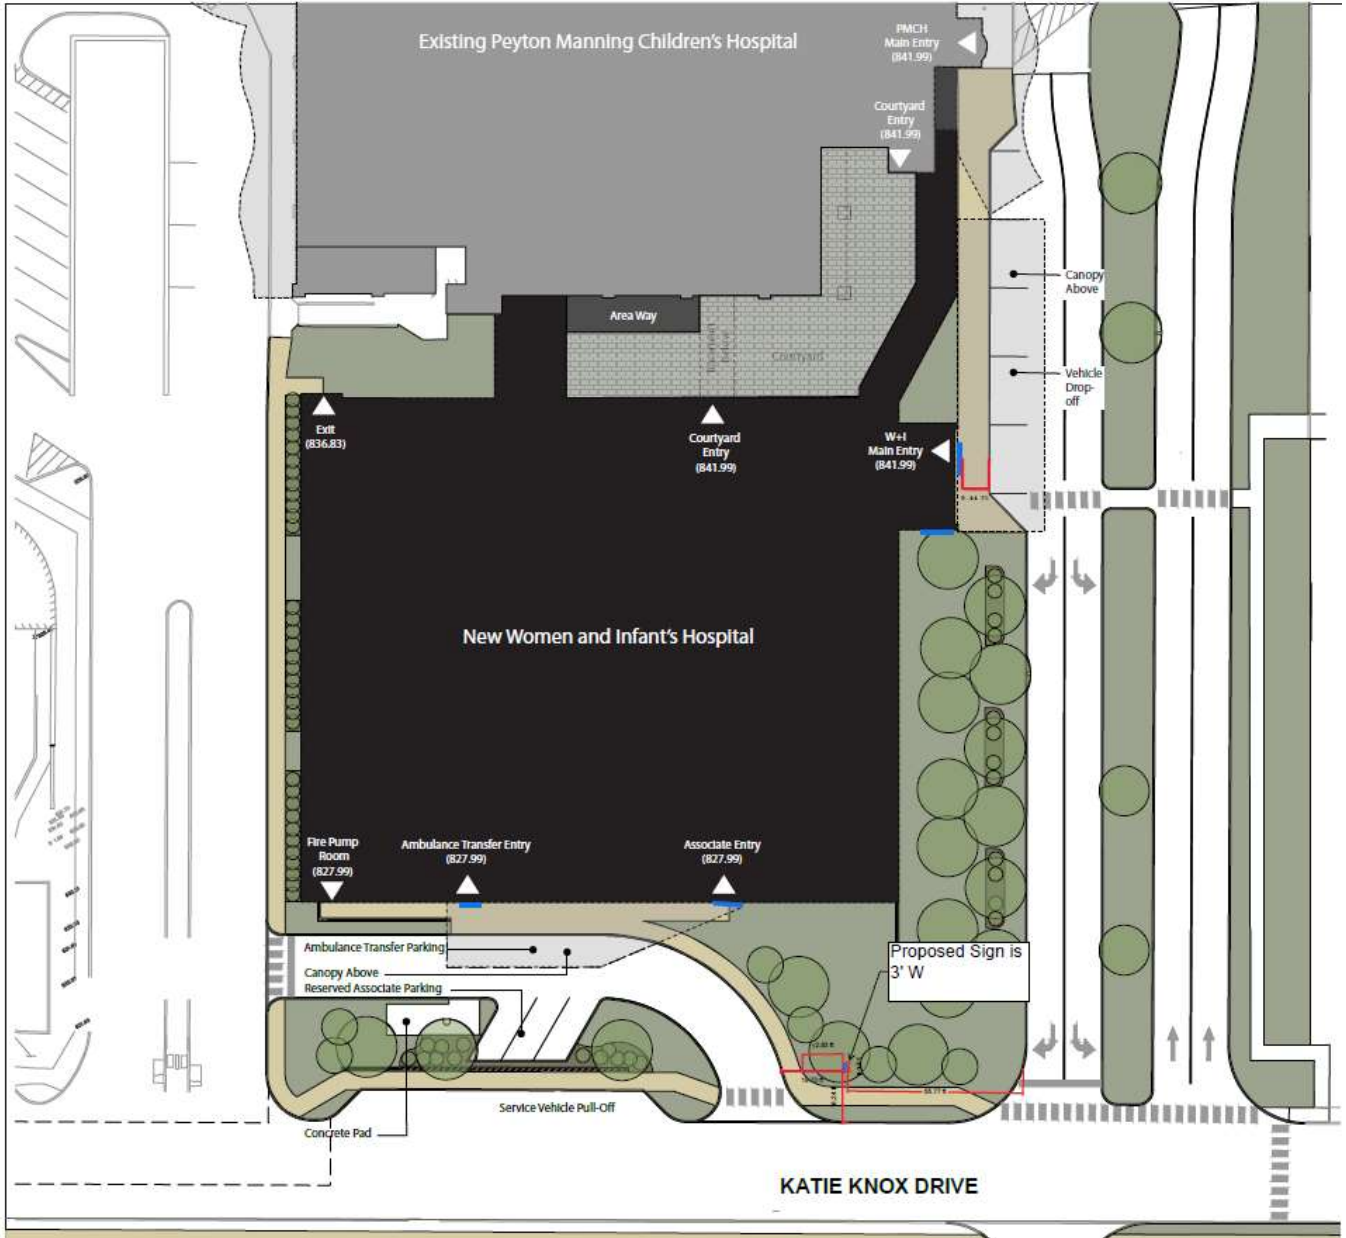 Existing Peyton Manning Children's Hospital
PMCH
Main Entry
(841.99)
Courtyard
Entry
(841.99)
Canopy
Above
Area Way
Courtyard
Vehicle
Drop-
off
Exit
(836.83)
Courtyard
Entry
(841.99)
W+I
Main Entry
(841.99)
New Women and Infant's Hospital
Fire Pump
Room
(827.99)
Ambulance Transfer Entry
(827.99)
Associate Entry
(827.99)
Ambulance Transfer Parking
Canopy Above
Reserved Associate Parking
Proposed Sign is
3' W
Service Vehicle Pull-Off
Concrete Pad
KATIE KNOX DRIVE